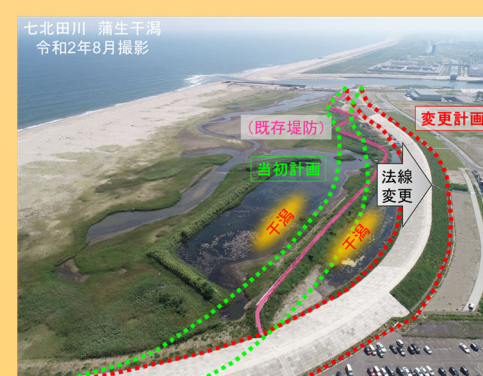 七北田川 蒲生干潟
令和2年8月撮影
(既存堤防)
変更計画
当初計画
法線
変更
干潟
干潟